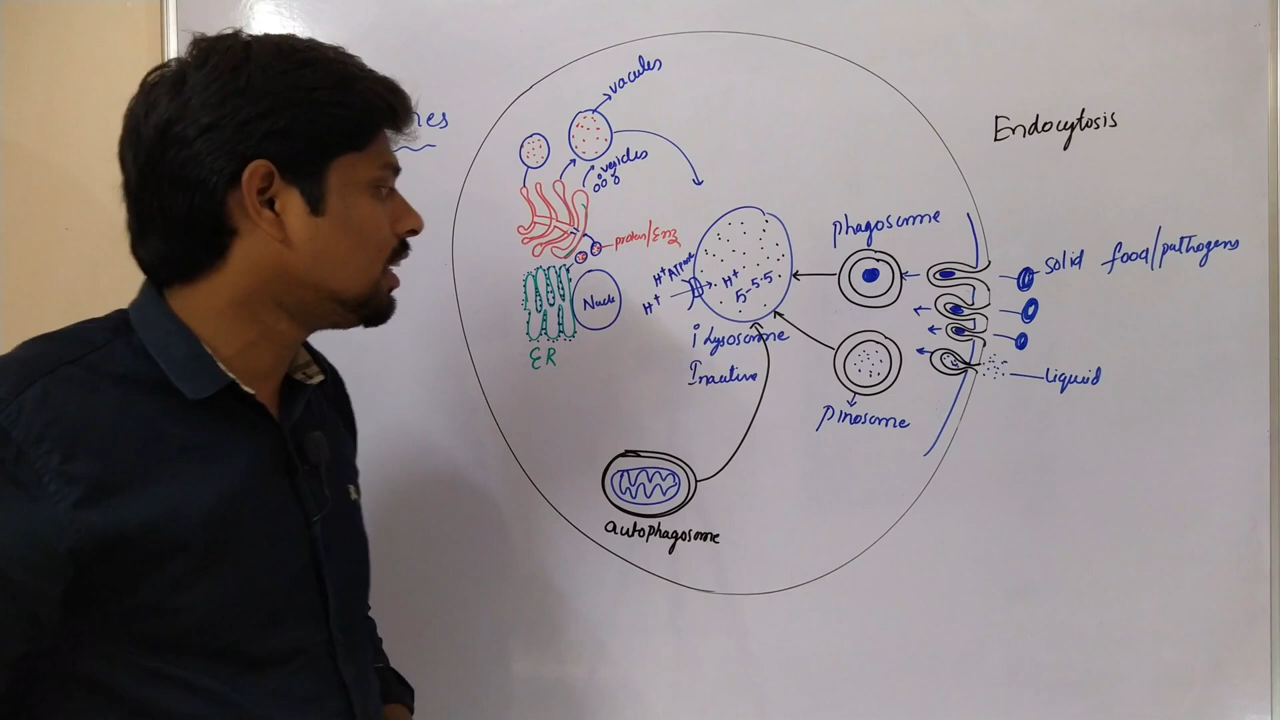 vacules
vesicles
protein/Enz
Nucle
ER
H+ ATPase
H+
H+
5-5.5
i Lysosome
Inactive
autophagosome
phagosome
Pinosome
Endocytosis
Solid food/pathogens
Liquid